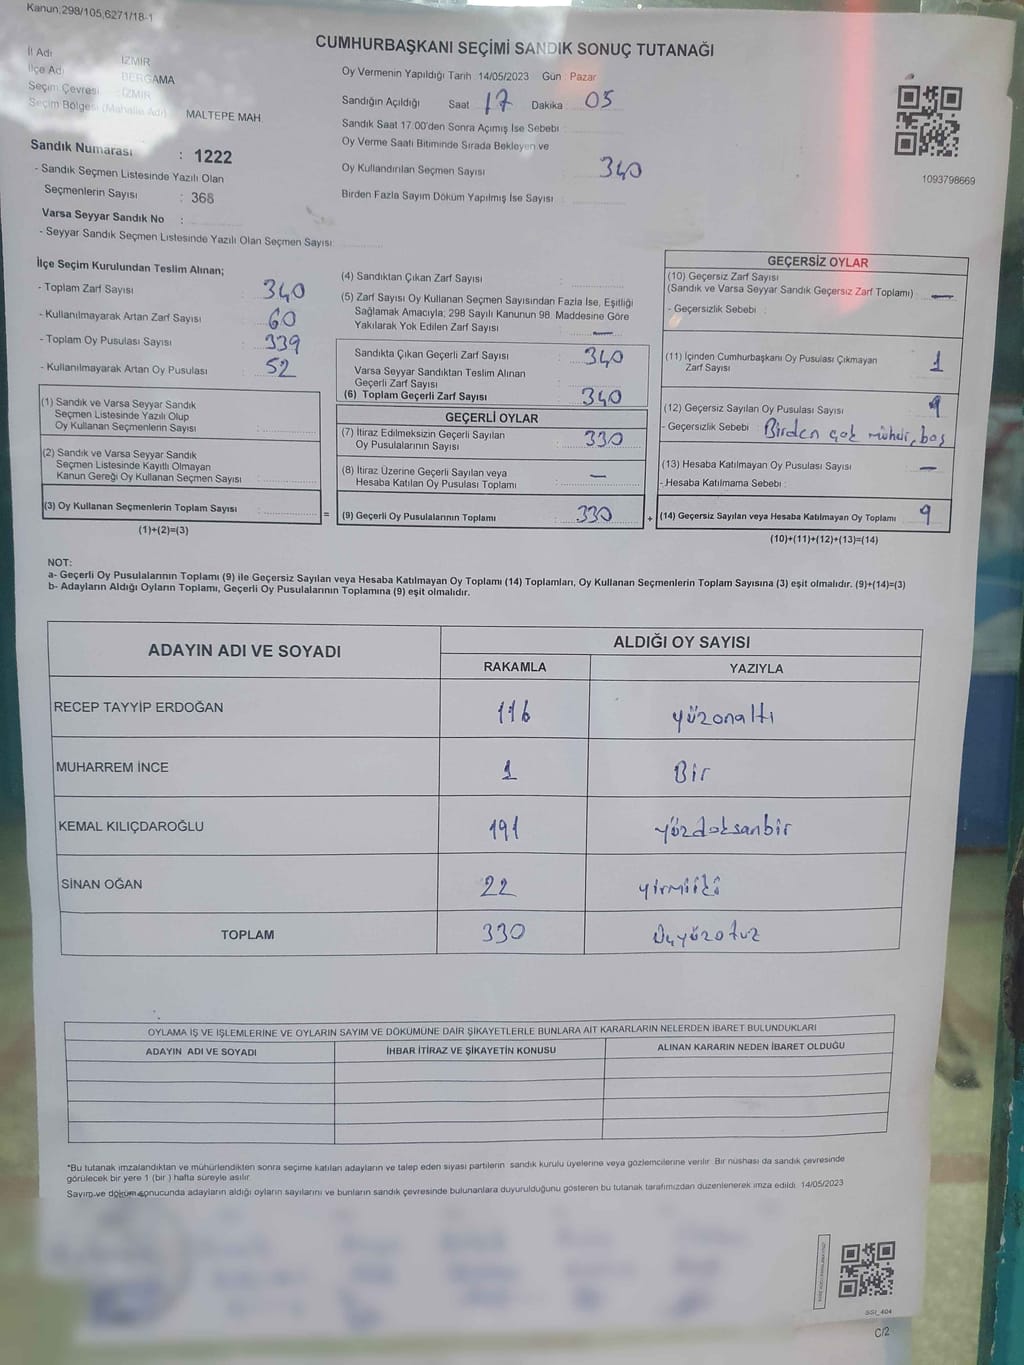 Kanun;298/105,6271/18-1
CUMHURBAŞKANI SEÇİMİ SANDIK SONUÇ TUTANAĞI
İl Adı : İZMİR
İlçe Adı : BERGAMA
Seçim Çevresi : İZMİR
Seçim Bölgesi (Mahalle Adı) : MALTEPE MAH.
Sandık Numarası : 1222
- Sandık Seçmen Listesinde Yazılı Olan
Seçmenlerin Sayısı : 368
Varsa Seyyar Sandık No :
- Seyyar Sandık Seçmen Listesinde Yazılı Olan Seçmen Sayısı:
Oy Vermenin Yapıldığı Tarih 14/05/2023 Gün Pazar
Sandığın Açıldığı Saat 17 Dakika 05
Sandık Saat 17:00'den Sonra Açımış İse Sebebi :
Oy Verme Saati Bitiminde Sırada Bekleyen ve
Oy Kullandırılan Seçmen Sayısı : 340
Birden Fazla Sayım Döküm Yapılmış İse Sayısı :
1093798669
İlçe Seçim Kurulundan Teslim Alınan;
- Toplam Zarf Sayısı : 340
- Kullanılmayarak Artan Zarf Sayısı : 60
- Toplam Oy Pusulası Sayısı : 339
- Kullanılmayarak Artan Oy Pusulası : 52
(1) Sandık ve Varsa Seyyar Sandık
Seçmen Listesinde Yazılı Olup
Oy Kullanan Seçmenlerin Sayısı :
(2) Sandık ve Varsa Seyyar Sandık
Seçmen Listesinde Kayıtlı Olmayan
Kanun Gereği Oy Kullanan Seçmen Sayısı :
(3) Oy Kullanan Seçmenlerin Toplam Sayısı : =
(1)+(2)=(3)
(4) Sandıktan Çıkan Zarf Sayısı :
(5) Zarf Sayısı Oy Kullanan Seçmen Sayısından Fazla İse, Eşitliği
Sağlamak Amacıyla; 298 Sayılı Kanunun 98. Maddesine Göre
Yakılarak Yok Edilen Zarf Sayısı : —
Sandıkta Çıkan Geçerli Zarf Sayısı : 340
Varsa Seyyar Sandıktan Teslim Alınan
Geçerli Zarf Sayısı :
(6) Toplam Geçerli Zarf Sayısı : 340
GEÇERLİ OYLAR
(7) İtiraz Edilmeksizin Geçerli Sayılan
Oy Pusulalarının Sayısı : 330
(8) İtiraz Üzerine Geçerli Sayılan veya
Hesaba Katılan Oy Pusulası Toplamı : —
(9) Geçerli Oy Pusulalarının Toplamı : 330 +
GEÇERSİZ OYLAR
(10) Geçersiz Zarf Sayısı
(Sandık ve Varsa Seyyar Sandık Geçersiz Zarf Toplamı) : —
- Geçersizlik Sebebi :
(11) İçinden Cumhurbaşkanı Oy Pusulası Çıkmayan
Zarf Sayısı : 1
(12) Geçersiz Sayılan Oy Pusulası Sayısı : 9
- Geçersizlik Sebebi : Birden çok mühür, boş
(13) Hesaba Katılmayan Oy Pusulası Sayısı : —
- Hesaba Katılmama Sebebi :
(14) Geçersiz Sayılan veya Hesaba Katılmayan Oy Toplamı : 9
(10)+(11)+(12)+(13)=(14)
NOT:
a- Geçerli Oy Pusulalarının Toplamı (9) ile Geçersiz Sayılan veya Hesaba Katılmayan Oy Toplamı (14) Toplamları, Oy Kullanan Seçmenlerin Toplam Sayısına (3) eşit olmalıdır. (9)+(14)=(3)
b- Adayların Aldığı Oyların Toplamı, Geçerli Oy Pusulalarının Toplamına (9) eşit olmalıdır.
ADAYIN ADI VE SOYADI ALDIĞI OY SAYISI
RAKAMLA YAZIYLA
RECEP TAYYİP ERDOĞAN 116 yüzonaltı
MUHARREM İNCE 1 Bir
KEMAL KILIÇDAROĞLU 191 yüzdoksanbir
SİNAN OĞAN 22 yirmiiki
TOPLAM 330 Üçyüzotuz
OYLAMA İŞ VE İŞLEMLERİNE VE OYLARIN SAYIM VE DÖKÜMÜNE DAİR ŞİKAYETLERLE BUNLARA AİT KARARLARIN NELERDEN İBARET BULUNDUKLARI
ADAYIN ADI VE SOYADI İHBAR İTİRAZ VE ŞİKAYETİN KONUSU ALINAN KARARIN NEDEN İBARET OLDUĞU
*Bu tutanak imzalandıktan ve mühürlendikten sonra seçime katılan adayların ve talep eden siyasi partilerin sandık kurulu üyelerine veya gözlemcilerine verilir. Bir nüshası da sandık çevresinde
görülecek bir yere 1 (bir ) hafta süreyle asılır.
Sayım ve döküm sonucunda adayların aldığı oyların sayılarını ve bunların sandık çevresinde bulunanlara duyurulduğunu gösteren bu tutanak tarafımızdan düzenlenerek imza edildi. 14/05/2023
SSI_404
C/2